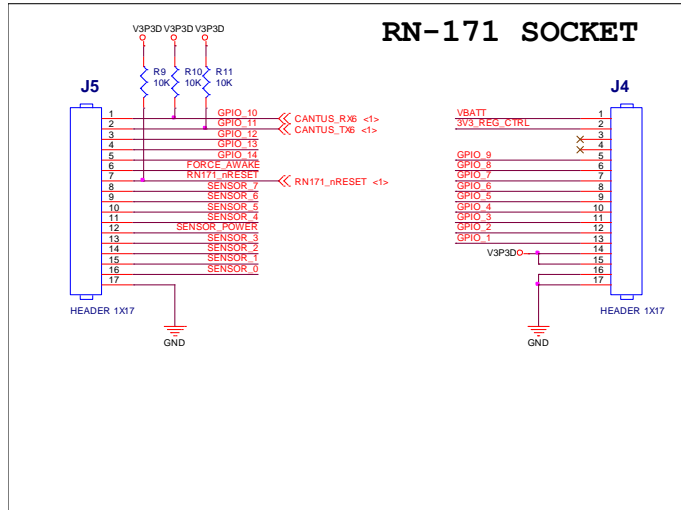 RN-171 SOCKET
V3P3D V3P3D V3P3D
R9 R10 R11
10K 10K 10K
J5
1 GPIO_10 CANTUS_RX6 <1>
2 GPIO_11 CANTUS_TX6 <1>
3 GPIO_12
4 GPIO_13
5 GPIO_14
6 FORCE_AWAKE
7 RN171_nRESET RN171_nRESET <1>
8 SENSOR_7
9 SENSOR_6
10 SENSOR_5
11 SENSOR_4
12 SENSOR_POWER
13 SENSOR_3
14 SENSOR_2
15 SENSOR_1
16 SENSOR_0
17
HEADER 1X17
GND
J4
VBATT 1
3V3_REG_CTRL 2
3
4
GPIO_9 5
GPIO_8 6
GPIO_7 7
GPIO_6 8
GPIO_5 9
GPIO_4 10
GPIO_3 11
GPIO_2 12
GPIO_1 13
V3P3D 14
15
16
17
HEADER 1X17
GND